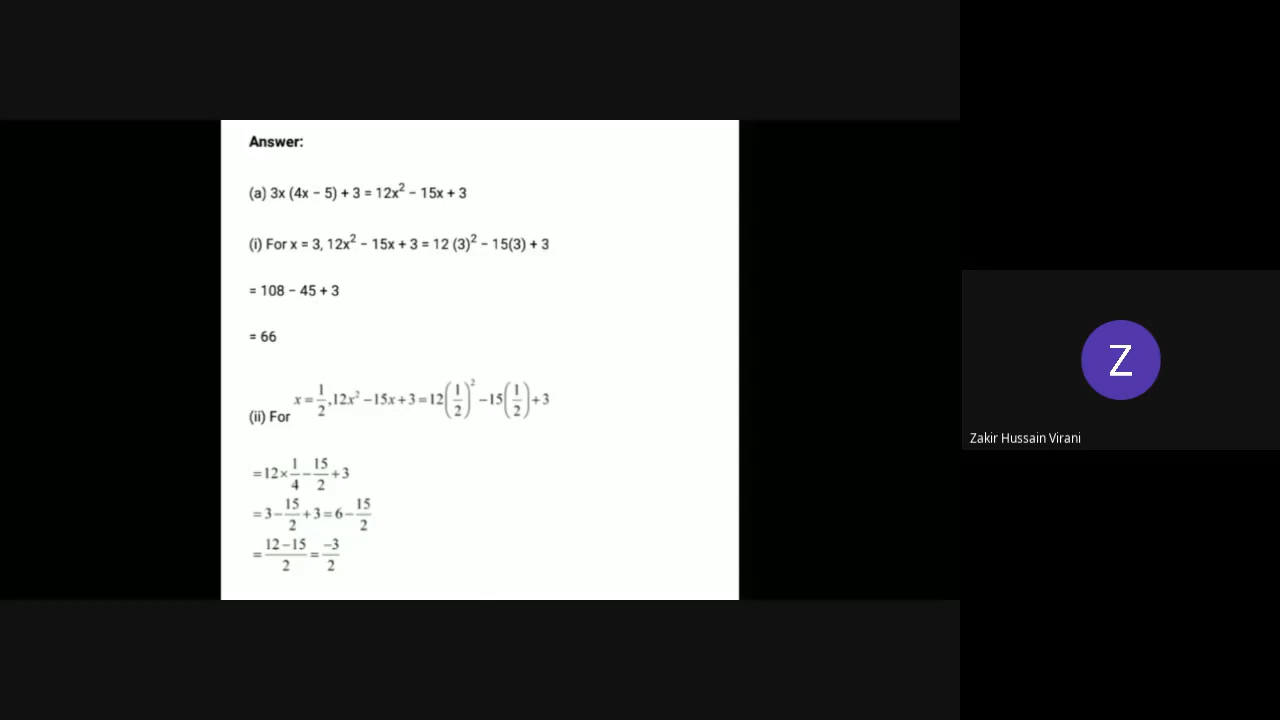 Answer:
(a) 3x (4x − 5) + 3 = 12x² − 15x + 3
(i) For x = 3, 12x² − 15x + 3 = 12 (3)² − 15(3) + 3
= 108 − 45 + 3
= 66
(ii) For x = 1/2, 12x² − 15x + 3 = 12(1/2)² − 15(1/2) + 3
= 12 × 1/4 − 15/2 + 3
= 3 − 15/2 + 3 = 6 − 15/2
= (12 − 15)/2 = −3/2
Z
Zakir Hussain Virani